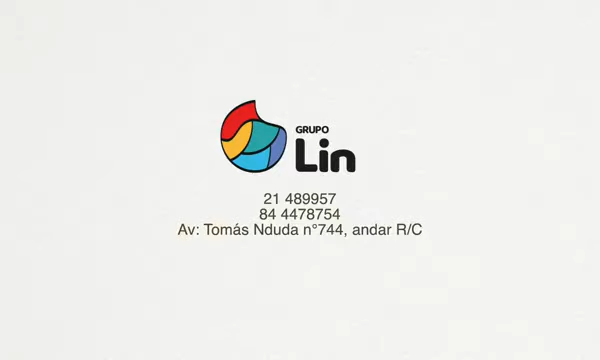 GRUPO
Lin
21 489957
84 4478754
Av: Tomás Nduda n°744, andar R/C